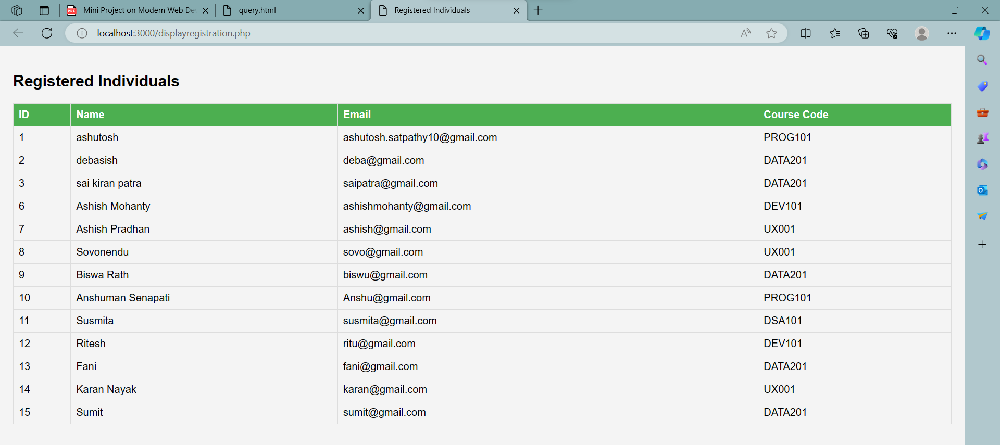 Mini Project on Modern Web De
query.html
Registered Individuals
localhost:3000/displayregistration.php
Registered Individuals
ID Name Email Course Code
1 ashutosh ashutosh.satpathy10@gmail.com PROG101
2 debasish deba@gmail.com DATA201
3 sai kiran patra saipatra@gmail.com DATA201
6 Ashish Mohanty ashishmohanty@gmail.com DEV101
7 Ashish Pradhan ashish@gmail.com UX001
8 Sovonendu sovo@gmail.com UX001
9 Biswa Rath biswu@gmail.com DATA201
10 Anshuman Senapati Anshu@gmail.com PROG101
11 Susmita susmita@gmail.com DSA101
12 Ritesh ritu@gmail.com DEV101
13 Fani fani@gmail.com DATA201
14 Karan Nayak karan@gmail.com UX001
15 Sumit sumit@gmail.com DATA201